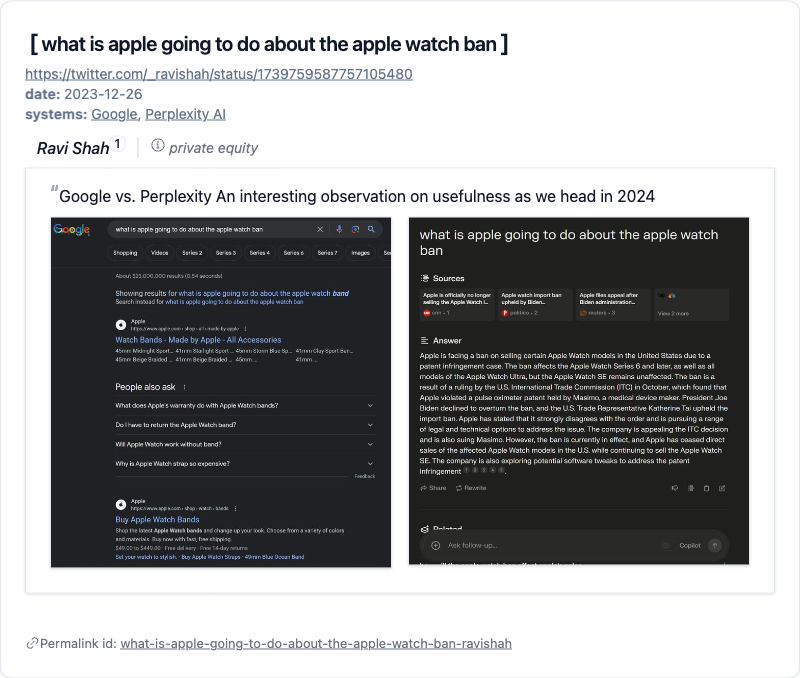 [ what is apple going to do about the apple watch ban ]
https://twitter.com/_ravishah/status/1739759587757105480
date: 2023-12-26
systems: Google, Perplexity AI
Ravi Shah 1
private equity
“Google vs. Perplexity An interesting observation on usefulness as we head in 2024
Google
what is apple going to do about the apple watch ban
Shopping Videos Series 2 Series 3 Series 4 Series 6 Series 7 Images Se
About 523,000,000 results (0.54 seconds)
Showing results for what is apple going to do about the apple watch band
Search instead for what is apple going to do about the apple watch ban
Apple
https://www.apple.com › shop › all › made-by-apple
Watch Bands - Made by Apple - All Accessories
45mm Midnight Sport... 41mm Starlight Sport ... 45mm Storm Blue Sp... 41mm Clay Sport Ban...
45mm Beige Braided ... 41mm Beige Braided ... 45mm ... 41mm ...
People also ask
What does Apple's warranty do with Apple Watch bands?
Do I have to return the Apple Watch band?
Will Apple Watch work without band?
Why is Apple Watch strap so expensive?
Feedback
Apple
https://www.apple.com › shop › watch › bands
Buy Apple Watch Bands
Shop the latest Apple Watch bands and change up your look. Choose from a variety of colors
and materials. Buy now with fast, free shipping.
$49.00 to $449.00 · Free delivery · Free 14-day returns
Set your watch to stylish. · Buy Apple Watch Straps · 49mm Blue Ocean Band
what is apple going to do about the apple watch
ban
Sources
Apple is officially no longer
selling the Apple Watch i...
cnn · 1
Apple watch import ban
upheld by Biden...
politico · 2
Apple files appeal after
Biden administration...
reuters · 3
View 2 more
Answer
Apple is facing a ban on selling certain Apple Watch models in the United States due to a
patent infringement case. The ban affects the Apple Watch Series 6 and later, as well as all
models of the Apple Watch Ultra, but the Apple Watch SE remains unaffected. The ban is a
result of a ruling by the U.S. International Trade Commission (ITC) in October, which found that
Apple violated a pulse oximeter patent held by Masimo, a medical device maker. President Joe
Biden declined to overturn the ban, and the U.S. Trade Representative Katherine Tai upheld the
import ban. Apple has stated that it strongly disagrees with the order and is pursuing a range
of legal and technical options to address the issue. The company is appealing the ITC decision
and is also suing Masimo. However, the ban is currently in effect, and Apple has ceased direct
sales of the affected Apple Watch models in the U.S. while continuing to sell the Apple Watch
SE. The company is also exploring potential software tweaks to address the patent
infringement
Share Rewrite
Related
Ask follow-up...
Copilot
Permalink id: what-is-apple-going-to-do-about-the-apple-watch-ban-ravishah